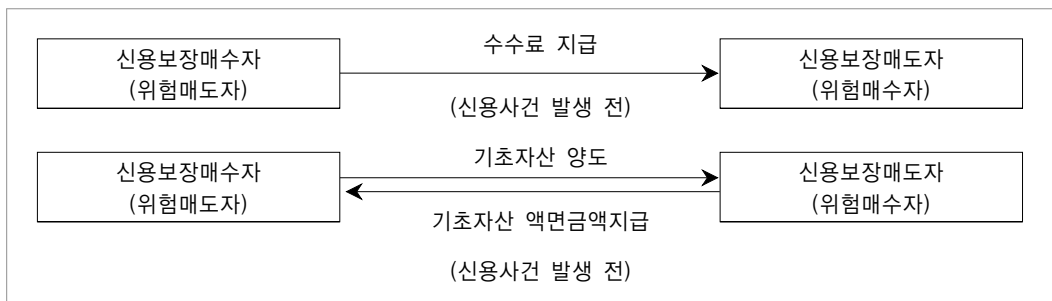 신용보장매수자
(위험매도자)
수수료 지급
(신용사건 발생 전)
신용보장매도자
(위험매수자)
신용보장매수자
(위험매도자)
기초자산 양도
기초자산 액면금액지급
(신용사건 발생 전)
신용보장매도자
(위험매수자)